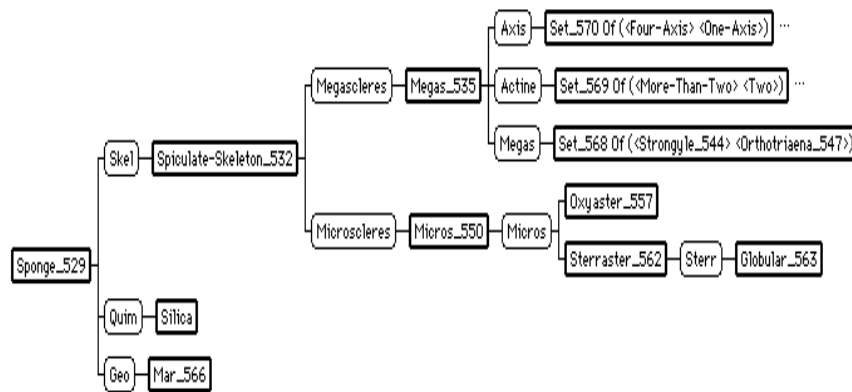 Axis
Set_570 Of (<Four-Axis> <One-Axis>) ...
Megascleres
Megas_535
Actine
Set_569 Of (<More-Than-Two> <Two>) ...
Skel
Spiculate-Skeleton_532
Megas
Set_568 Of (<Strongyle_544> <Orthotriaena_547>)
Oxyaster_557
Microscleres
Micros_550
Micros
Sponge_529
Sterraster_562
Sterr
Globular_563
Quim
Silica
Geo
Mar_566